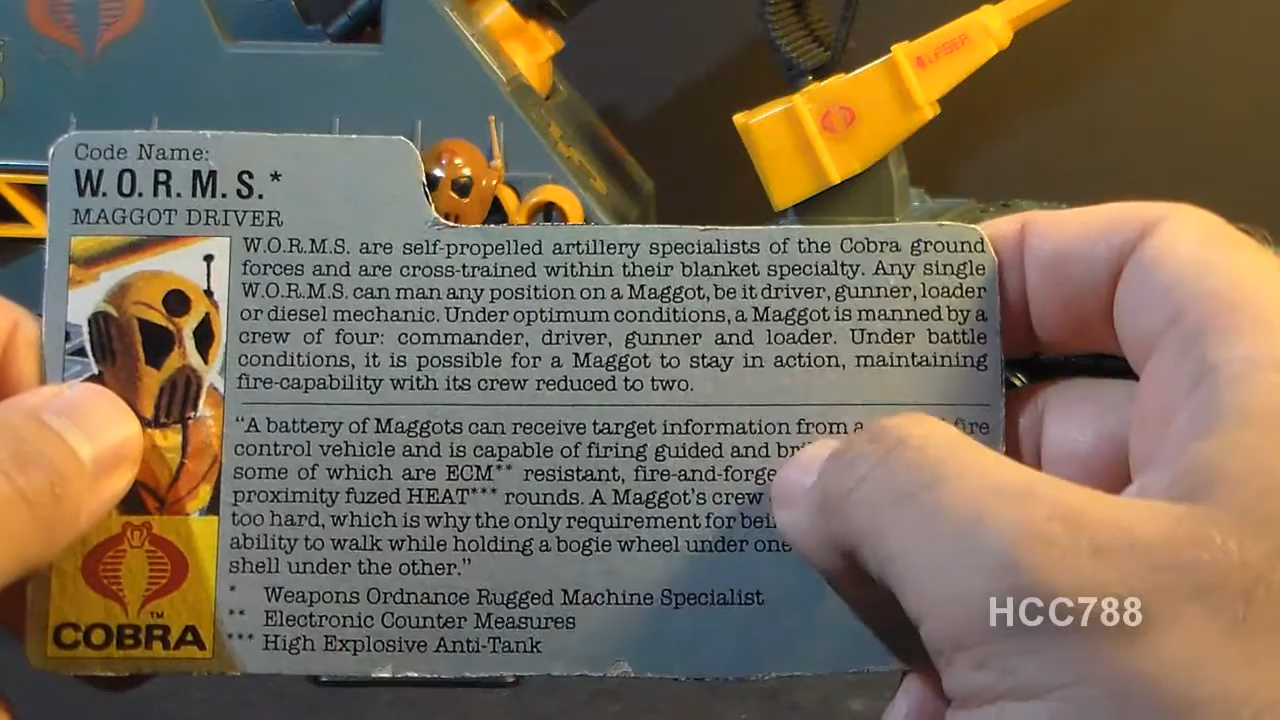 Code Name:
W. O. R. M. S.*
MAGGOT DRIVER
W.O.R.M.S. are self-propelled artillery specialists of the Cobra ground
forces and are cross-trained within their blanket specialty. Any single
W.O.R.M.S. can man any position on a Maggot, be it driver, gunner, loader
or diesel mechanic. Under optimum conditions, a Maggot is manned by a
crew of four: commander, driver, gunner and loader. Under battle
conditions, it is possible for a Maggot to stay in action, maintaining
fire-capability with its crew reduced to two.
"A battery of Maggots can receive target information from a fire
control vehicle and is capable of firing guided and
some of which are ECM** resistant,
proximity fuzed HEAT*** rounds. A Maggot's crew
too hard, which is why the only requirement for
ability to walk while holding a bogie wheel under one
shell under the other."
* Weapons Ordnance Rugged Machine Specialist
** Electronic Counter Measures
*** High Explosive Anti-Tank
TM
COBRA
LASER
HCC788